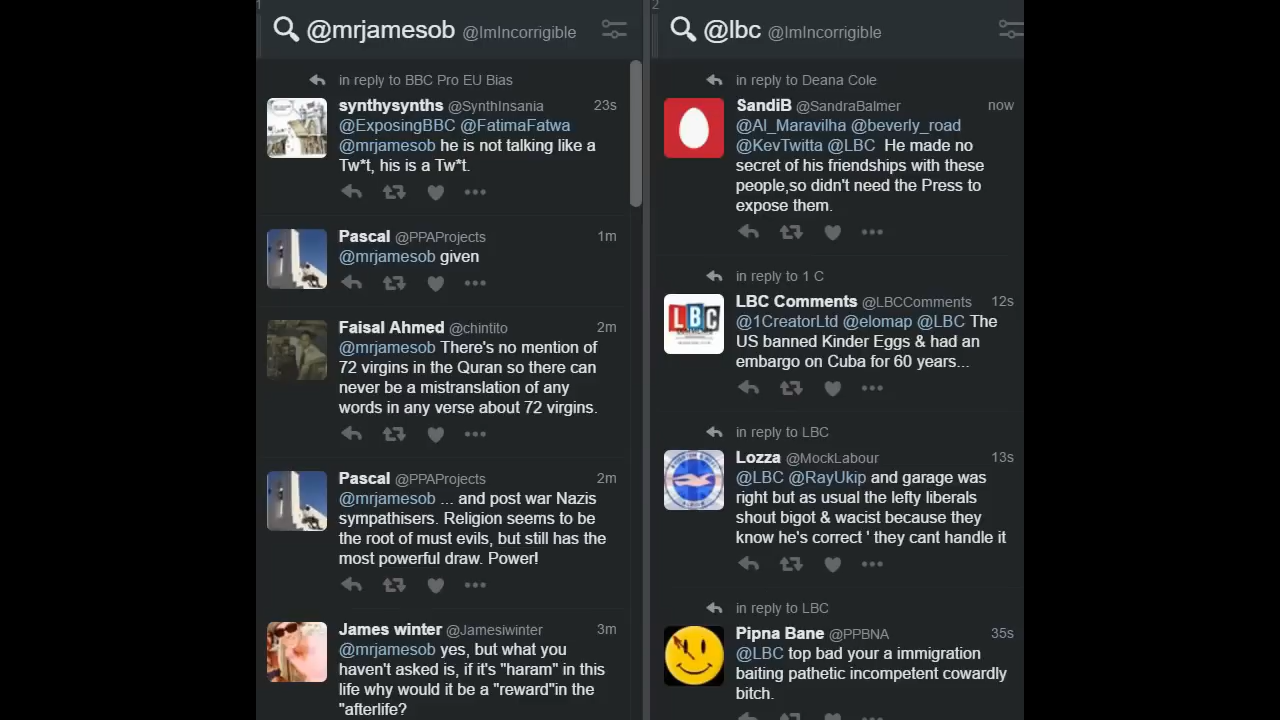 1
@mrjamesob @ImIncorrigible
in reply to BBC Pro EU Bias
synthysynths @SynthInsania 23s
@ExposingBBC @FatimaFatwa
@mrjamesob he is not talking like a
Tw*t, his is a Tw*t.
Pascal @PPAProjects 1m
@mrjamesob given
Faisal Ahmed @chintito 2m
@mrjamesob There's no mention of
72 virgins in the Quran so there can
never be a mistranslation of any
words in any verse about 72 virgins.
Pascal @PPAProjects 2m
@mrjamesob ... and post war Nazis
sympathisers. Religion seems to be
the root of must evils, but still has the
most powerful draw. Power!
James winter @Jamesiwinter 3m
@mrjamesob yes, but what you
haven't asked is, if it's "haram" in this
life why would it be a "reward"in the
"afterlife?
2
@lbc @ImIncorrigible
in reply to Deana Cole
SandiB @SandraBalmer now
@Al_Maravilha @beverly_road
@KevTwitta @LBC He made no
secret of his friendships with these
people,so didn't need the Press to
expose them.
in reply to 1 C
LBC Comments @LBCComments 12s
@1CreatorLtd @elomap @LBC The
US banned Kinder Eggs & had an
embargo on Cuba for 60 years...
LBC
in reply to LBC
Lozza @MockLabour 13s
@LBC @RayUkip and garage was
right but as usual the lefty liberals
shout bigot & wacist because they
know he's correct ' they cant handle it
in reply to LBC
Pipna Bane @PPBNA 35s
@LBC top bad your a immigration
baiting pathetic incompetent cowardly
bitch.